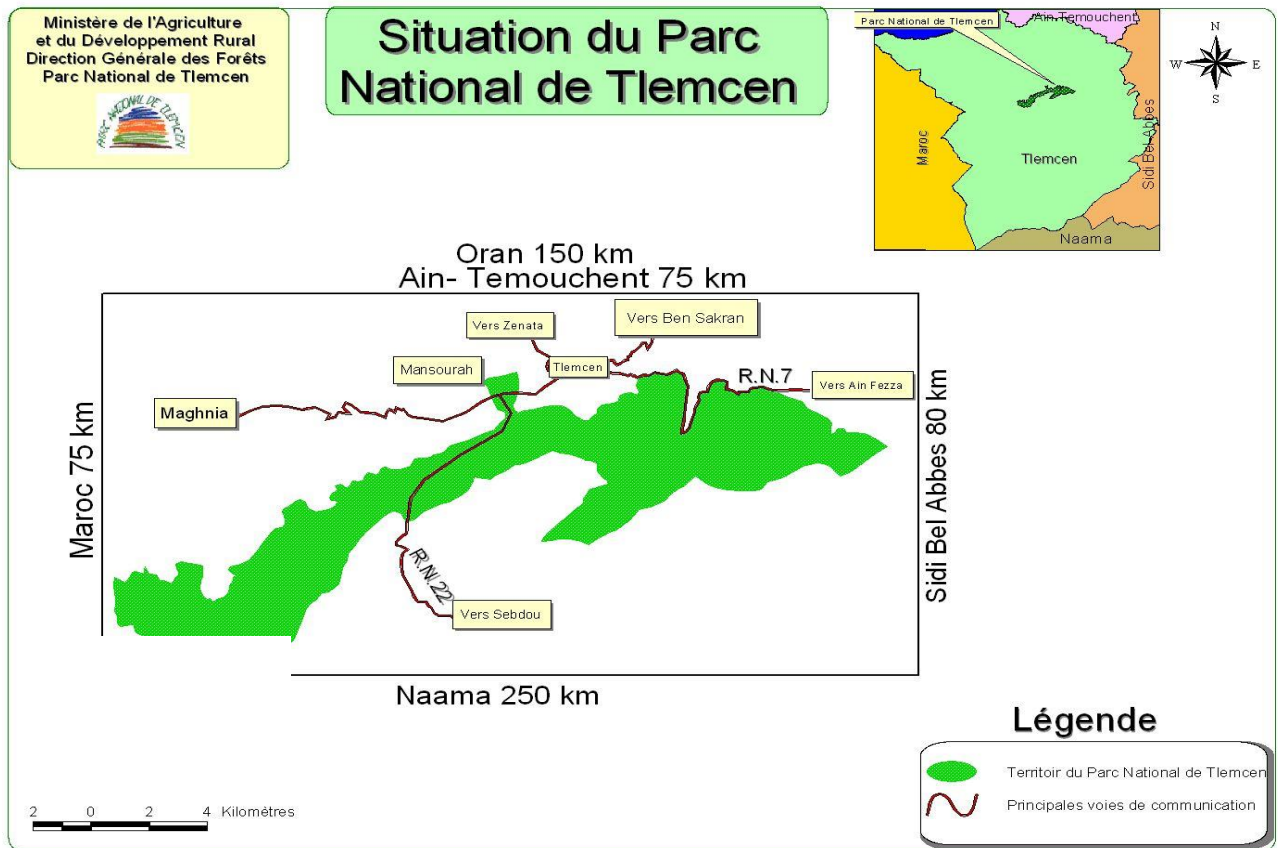 Ministère de l'Agriculture
et du Développement Rural
Direction Générale des Forêts
Parc National de Tlemcen
PARC NATIONAL DE TLEMCEN
Situation du Parc
National de Tlemcen
Parc National de Tlemcen
Ain-Temouchent
Maroc
Tlemcen
Sidi Bel Abbes
Naama
N
W
E
S
Oran 150 km
Ain- Temouchent 75 km
Vers Zenata
Vers Ben Sakran
Mansourah
Tlemcen
R.N.7
Vers Ain Fezza
Maghnia
Maroc 75 km
Sidi Bel Abbes 80 km
R.N.22
Vers Sebdou
Naama 250 km
Légende
Territoir du Parc National de Tlemcen
Principales voies de communication
2 0 2 4 Kilomètres